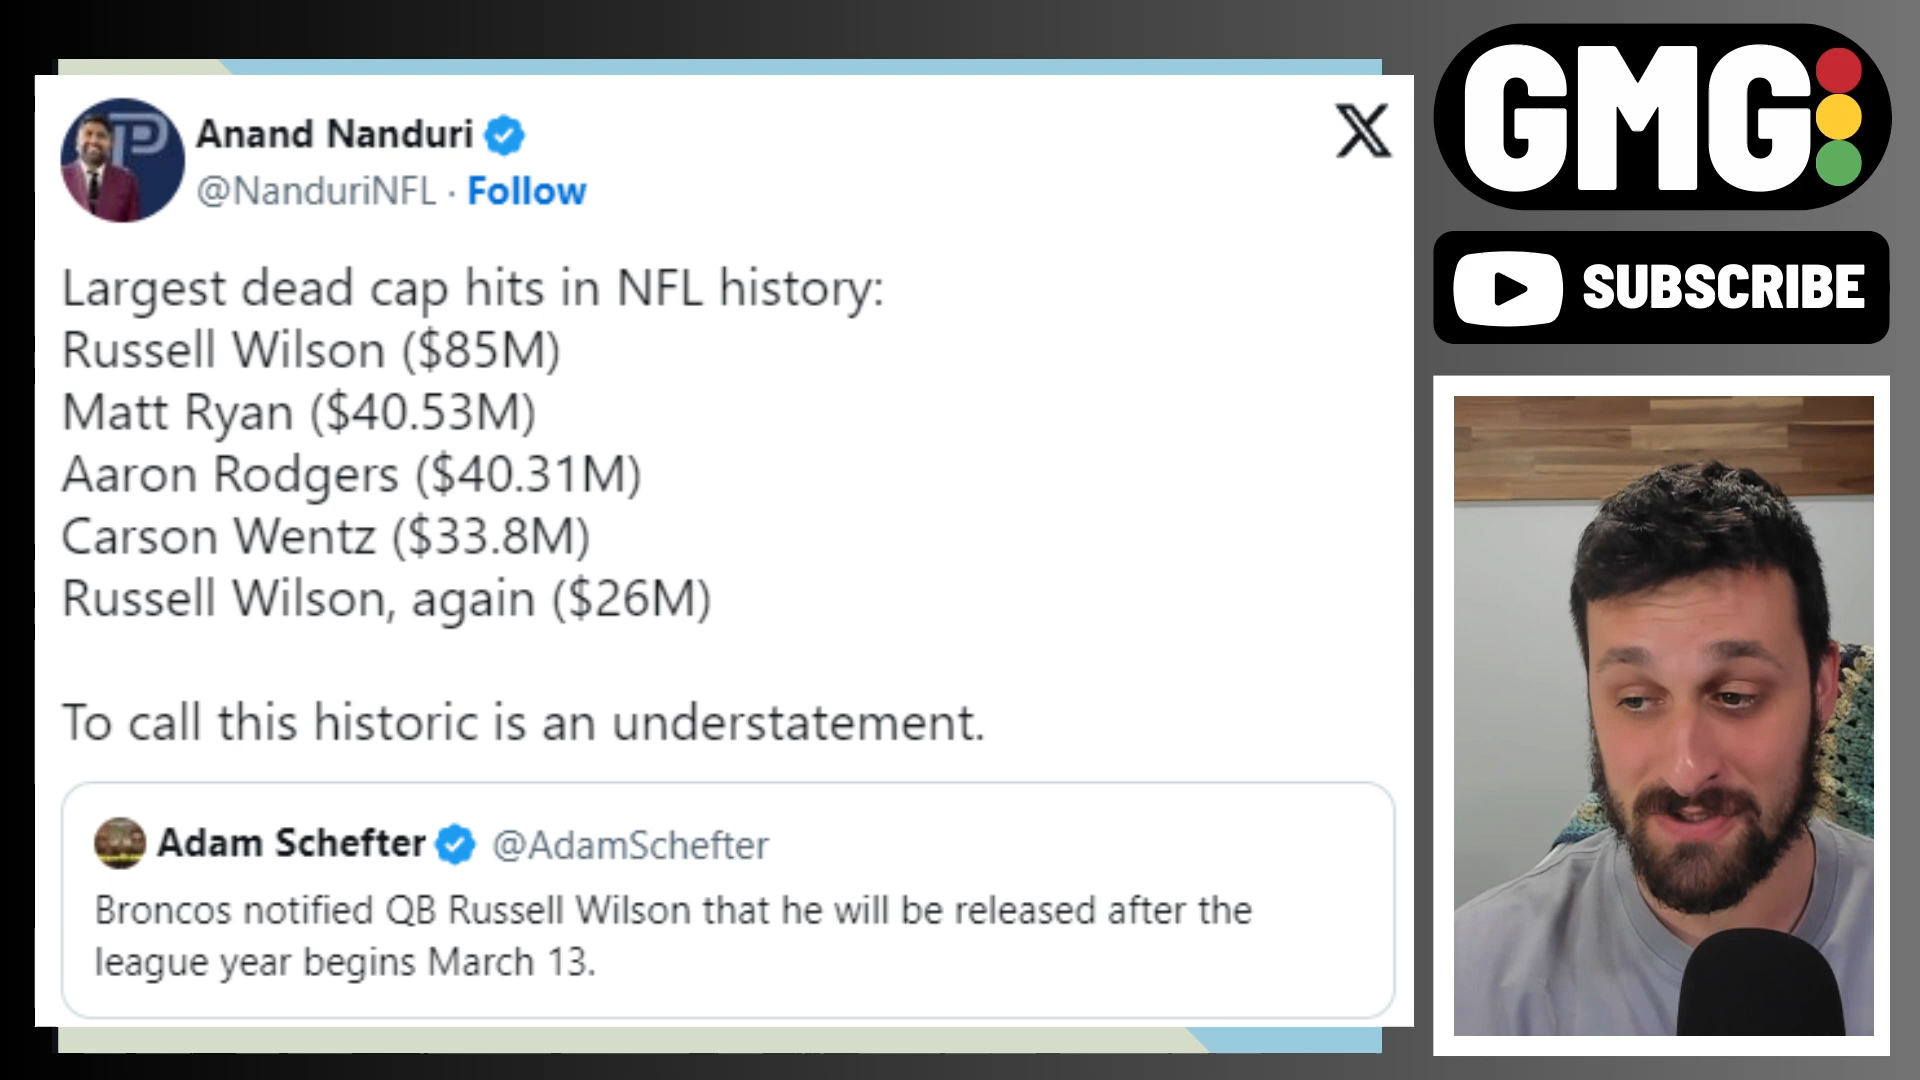 Anand Nanduri
@NanduriNFL · Follow
Largest dead cap hits in NFL history:
Russell Wilson ($85M)
Matt Ryan ($40.53M)
Aaron Rodgers ($40.31M)
Carson Wentz ($33.8M)
Russell Wilson, again ($26M)
To call this historic is an understatement.
Adam Schefter @AdamSchefter
Broncos notified QB Russell Wilson that he will be released after the
league year begins March 13.
GMG
SUBSCRIBE